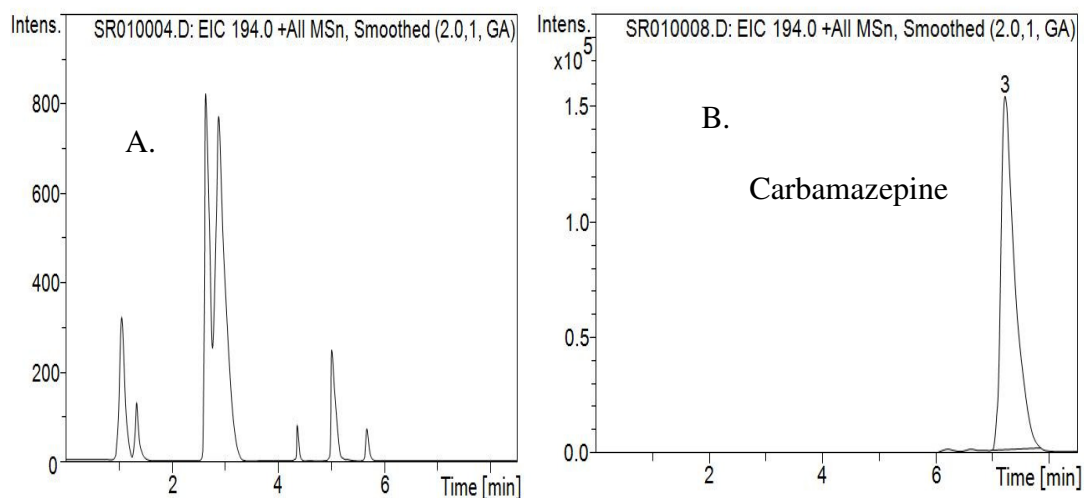 Intens.
SR010004.D: EIC 194.0 +All MSn, Smoothed (2.0,1, GA)
800
A.
600
400
200
0
2
4
6
Time [min]
Intens.
x10^5
SR010008.D: EIC 194.0 +All MSn, Smoothed (2.0,1, GA)
3
1.5
B.
Carbamazepine
1.0
0.5
0.0
2
4
6
Time [min]